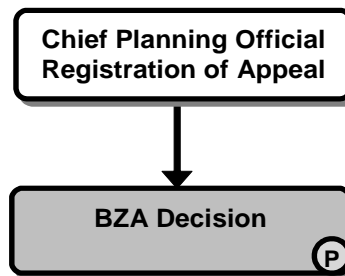 Chief Planning Official
Registration of Appeal
BZA Decision
P